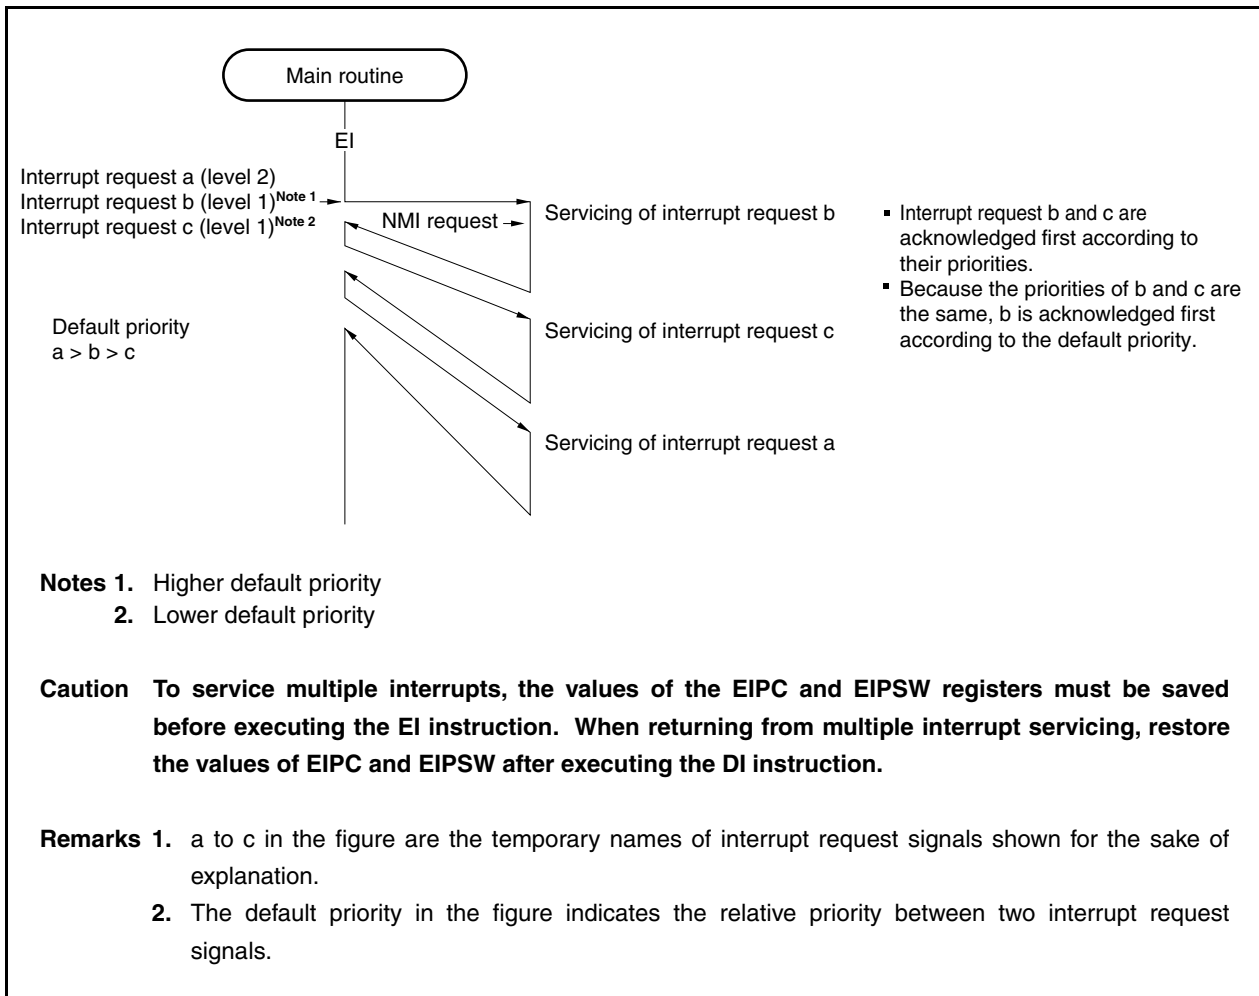 Main routine
EI
Interrupt request a (level 2)
Interrupt request b (level 1)Note 1
Interrupt request c (level 1)Note 2
NMI request
Servicing of interrupt request b
▪ Interrupt request b and c are
acknowledged first according to
their priorities.
▪ Because the priorities of b and c are
the same, b is acknowledged first
according to the default priority.
Default priority
a > b > c
Servicing of interrupt request c
Servicing of interrupt request a
Notes 1. Higher default priority
2. Lower default priority
Caution To service multiple interrupts, the values of the EIPC and EIPSW registers must be saved
before executing the EI instruction. When returning from multiple interrupt servicing, restore
the values of EIPC and EIPSW after executing the DI instruction.
Remarks 1. a to c in the figure are the temporary names of interrupt request signals shown for the sake of
explanation.
2. The default priority in the figure indicates the relative priority between two interrupt request
signals.